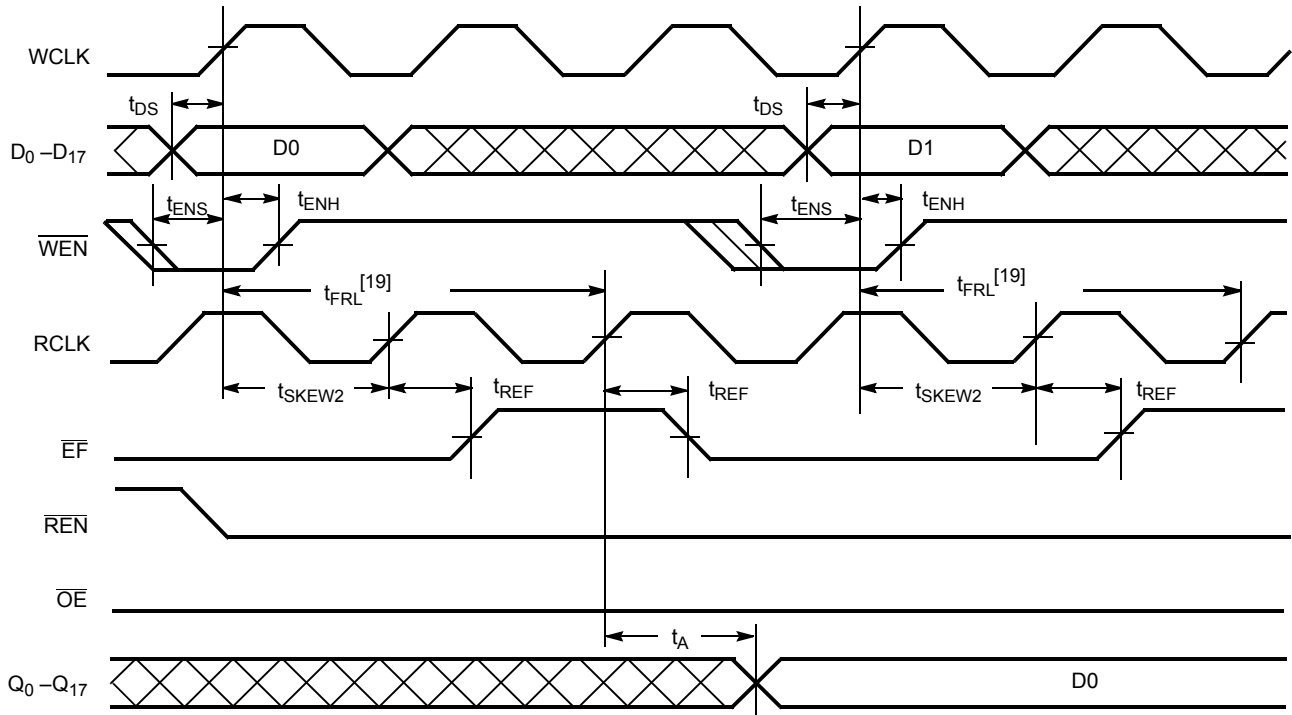 WCLK
tDS tDS
D0 –D17 D0 D1
tENS tENH tENS tENH
WEN
tFRL[19] tFRL[19]
RCLK
tSKEW2 tREF tREF tSKEW2 tREF
EF
REN
OE
tA
Q0 –Q17 D0